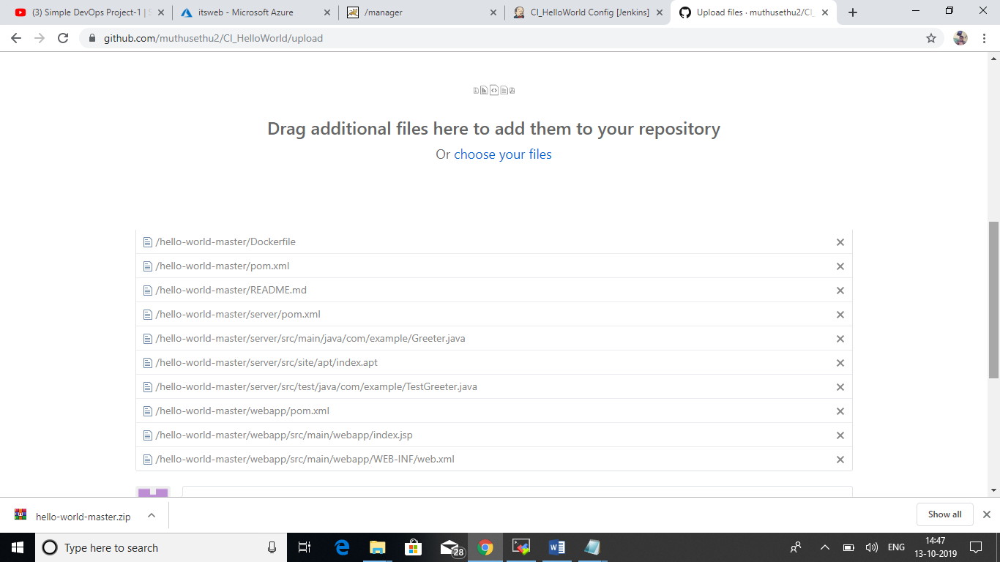 (3) Simple DevOps Project-1 | S
itsweb - Microsoft Azure
/manager
CI_HelloWorld Config [Jenkins]
Upload files · muthusethu2/CI_
github.com/muthusethu2/CI_HelloWorld/upload
Drag additional files here to add them to your repository
Or choose your files
/hello-world-master/Dockerfile
/hello-world-master/pom.xml
/hello-world-master/README.md
/hello-world-master/server/pom.xml
/hello-world-master/server/src/main/java/com/example/Greeter.java
/hello-world-master/server/src/site/apt/index.apt
/hello-world-master/server/src/test/java/com/example/TestGreeter.java
/hello-world-master/webapp/pom.xml
/hello-world-master/webapp/src/main/webapp/index.jsp
/hello-world-master/webapp/src/main/webapp/WEB-INF/web.xml
hello-world-master.zip
Show all
Type here to search
28
ENG
14:47
13-10-2019